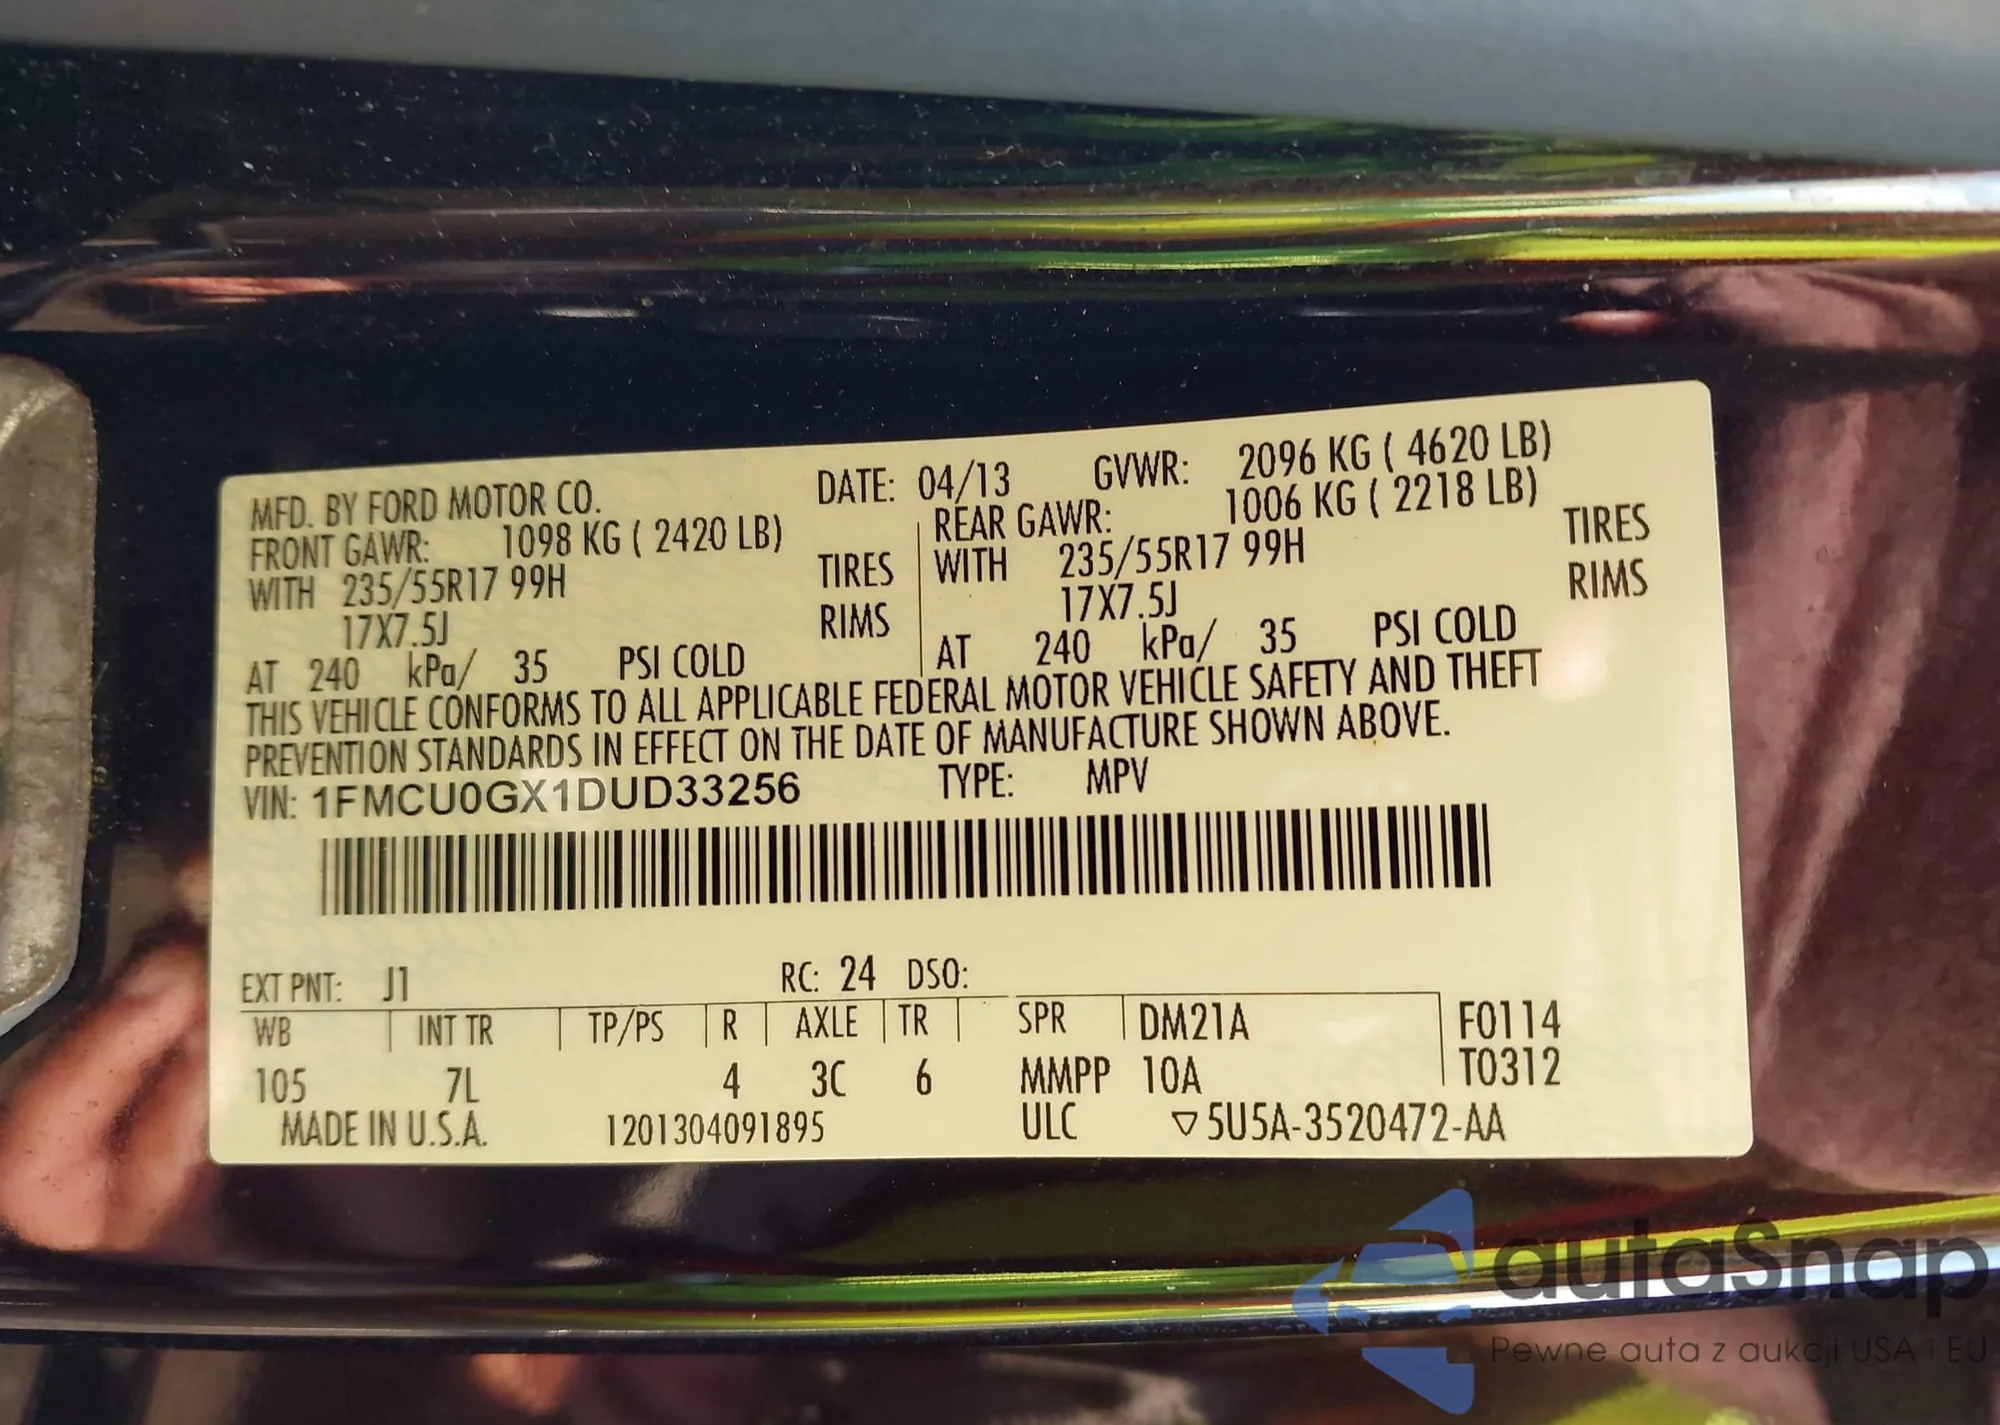 MFD. BY FORD MOTOR CO. DATE: 04/13 GVWR: 2096 KG ( 4620 LB)
FRONT GAWR: 1098 KG ( 2420 LB) REAR GAWR: 1006 KG ( 2218 LB)
WITH 235/55R17 99H TIRES WITH 235/55R17 99H TIRES
17X7.5J RIMS 17X7.5J RIMS
AT 240 kPa/ 35 PSI COLD AT 240 kPa/ 35 PSI COLD
THIS VEHICLE CONFORMS TO ALL APPLICABLE FEDERAL MOTOR VEHICLE SAFETY AND THEFT
PREVENTION STANDARDS IN EFFECT ON THE DATE OF MANUFACTURE SHOWN ABOVE.
VIN: 1FMCU0GX1DUD33256 TYPE: MPV
EXT PNT: J1 RC: 24 DSO:
WB INT TR TP/PS R AXLE TR SPR DM21A F0114
105 7L 4 3C 6 MMPP 10A T0312
MADE IN U.S.A. 1201304091895 ULC ▽5U5A-3520472-AA
autaSnap
Pewne auta z aukcji USA i EU